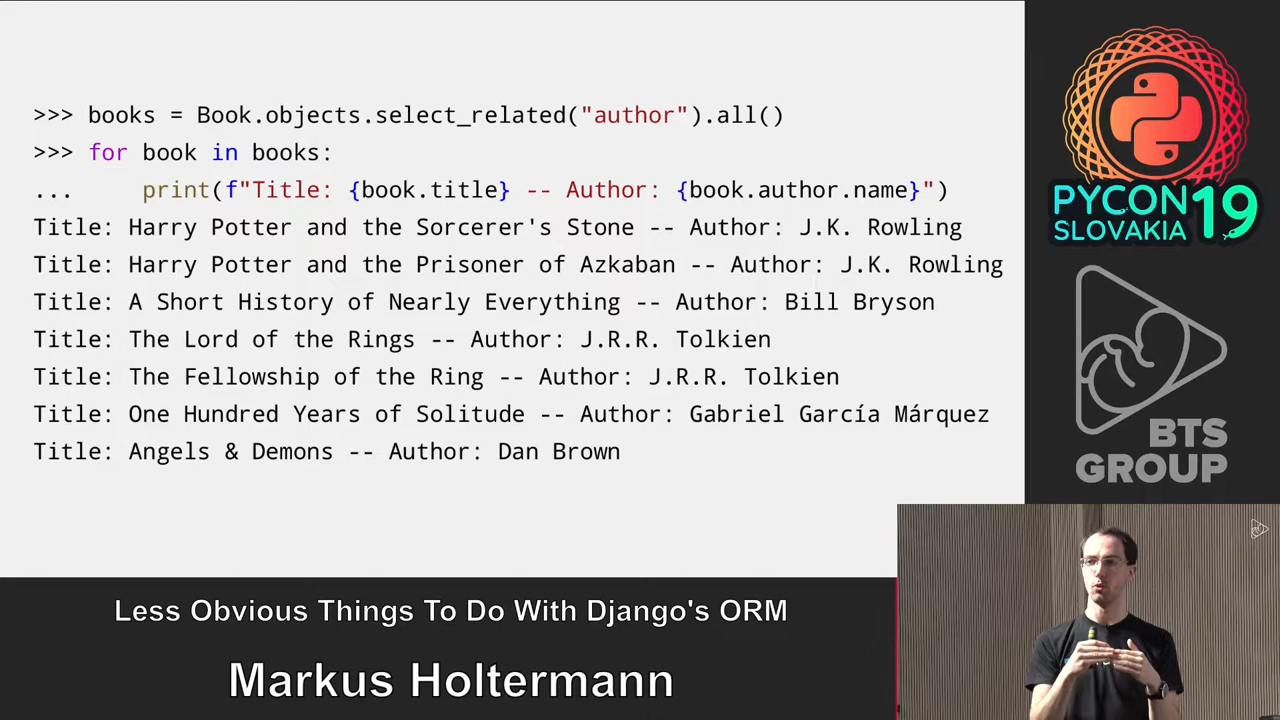 >>> books = Book.objects.select_related("author").all()
>>> for book in books:
...     print(f"Title: {book.title} -- Author: {book.author.name}")
Title: Harry Potter and the Sorcerer's Stone -- Author: J.K. Rowling
Title: Harry Potter and the Prisoner of Azkaban -- Author: J.K. Rowling
Title: A Short History of Nearly Everything -- Author: Bill Bryson
Title: The Lord of the Rings -- Author: J.R.R. Tolkien
Title: The Fellowship of the Ring -- Author: J.R.R. Tolkien
Title: One Hundred Years of Solitude -- Author: Gabriel García Márquez
Title: Angels & Demons -- Author: Dan Brown
PYCON 19
SLOVAKIA
BTS
GROUP
Less Obvious Things To Do With Django's ORM
Markus Holtermann